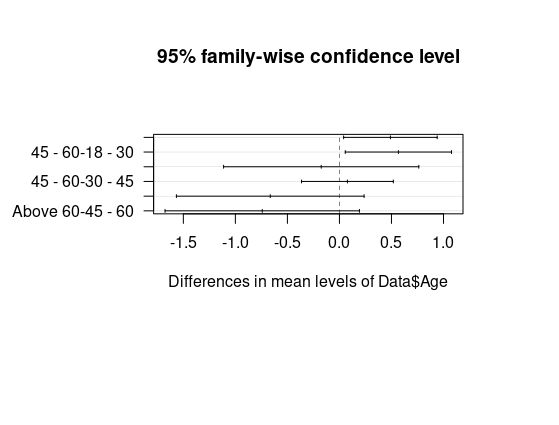 95% family-wise confidence level
45 - 60-18 - 30
45 - 60-30 - 45
Above 60-45 - 60
-1.5 -1.0 -0.5 0.0 0.5 1.0
Differences in mean levels of Data$Age